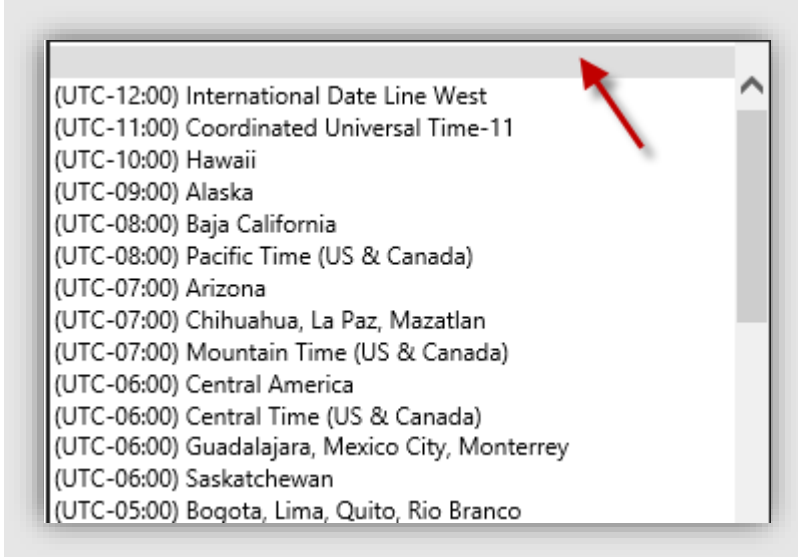 (UTC-12:00) International Date Line West
(UTC-11:00) Coordinated Universal Time-11
(UTC-10:00) Hawaii
(UTC-09:00) Alaska
(UTC-08:00) Baja California
(UTC-08:00) Pacific Time (US & Canada)
(UTC-07:00) Arizona
(UTC-07:00) Chihuahua, La Paz, Mazatlan
(UTC-07:00) Mountain Time (US & Canada)
(UTC-06:00) Central America
(UTC-06:00) Central Time (US & Canada)
(UTC-06:00) Guadalajara, Mexico City, Monterrey
(UTC-06:00) Saskatchewan
(UTC-05:00) Bogota, Lima, Quito, Rio Branco